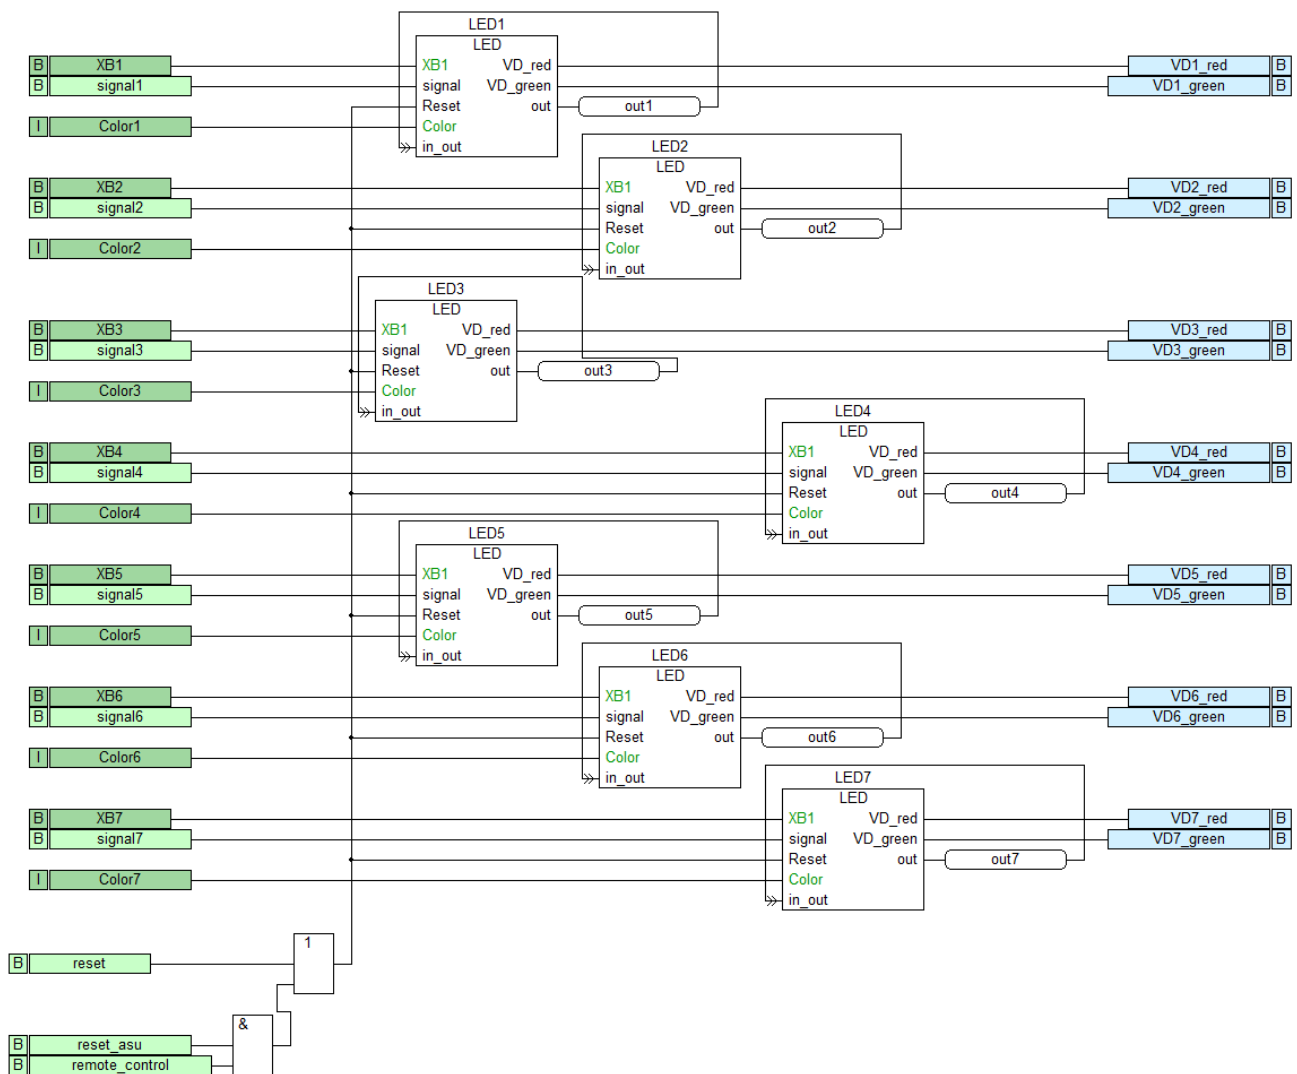 LED1
LED
B XB1 XB1 VD_red VD1_red B
B signal1 signal VD_green VD1_green B
Reset out out1
I Color1 Color
in_out
LED2
LED
B XB2 XB1 VD_red VD2_red B
B signal2 signal VD_green VD2_green B
Reset out out2
I Color2 Color
in_out
LED3
LED
B XB3 XB1 VD_red VD3_red B
B signal3 signal VD_green VD3_green B
Reset out out3
I Color3 Color
in_out
LED4
LED
B XB4 XB1 VD_red VD4_red B
B signal4 signal VD_green VD4_green B
Reset out out4
I Color4 Color
in_out
LED5
LED
B XB5 XB1 VD_red VD5_red B
B signal5 signal VD_green VD5_green B
Reset out out5
I Color5 Color
in_out
LED6
LED
B XB6 XB1 VD_red VD6_red B
B signal6 signal VD_green VD6_green B
Reset out out6
I Color6 Color
in_out
LED7
LED
B XB7 XB1 VD_red VD7_red B
B signal7 signal VD_green VD7_green B
Reset out out7
I Color7 Color
in_out
1
B reset
&
B reset_asu
B remote_control